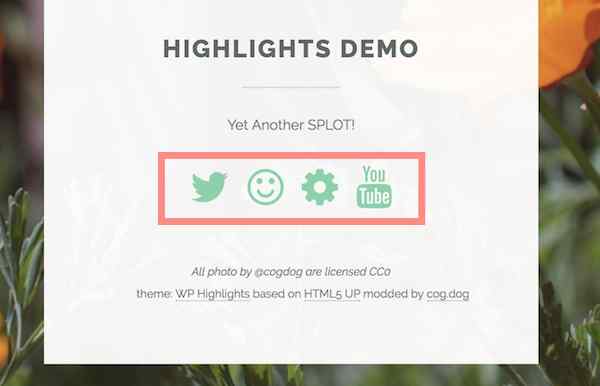 HIGHLIGHTS DEMO
Yet Another SPLOT!
You
Tube
All photo by @cogdog are licensed CC0
theme: WP Highlights based on HTML5 UP modded by cog.dog